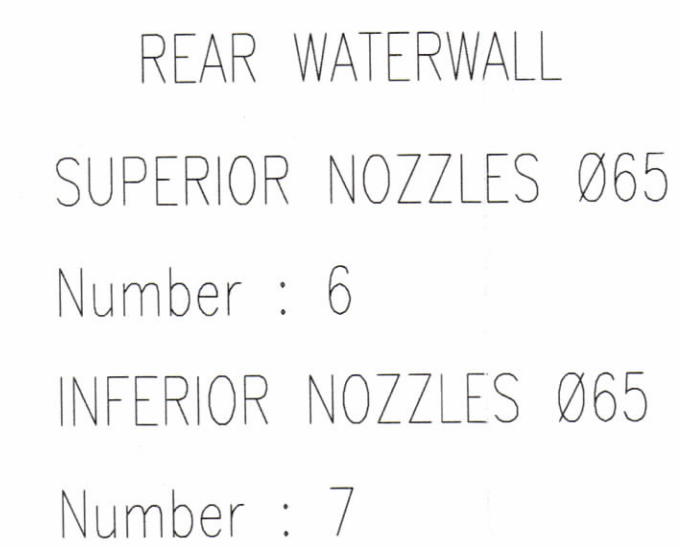 REAR WATERWALL
SUPERIOR NOZZLES Ø65
Number : 6
INFERIOR NOZZLES Ø65
Number : 7